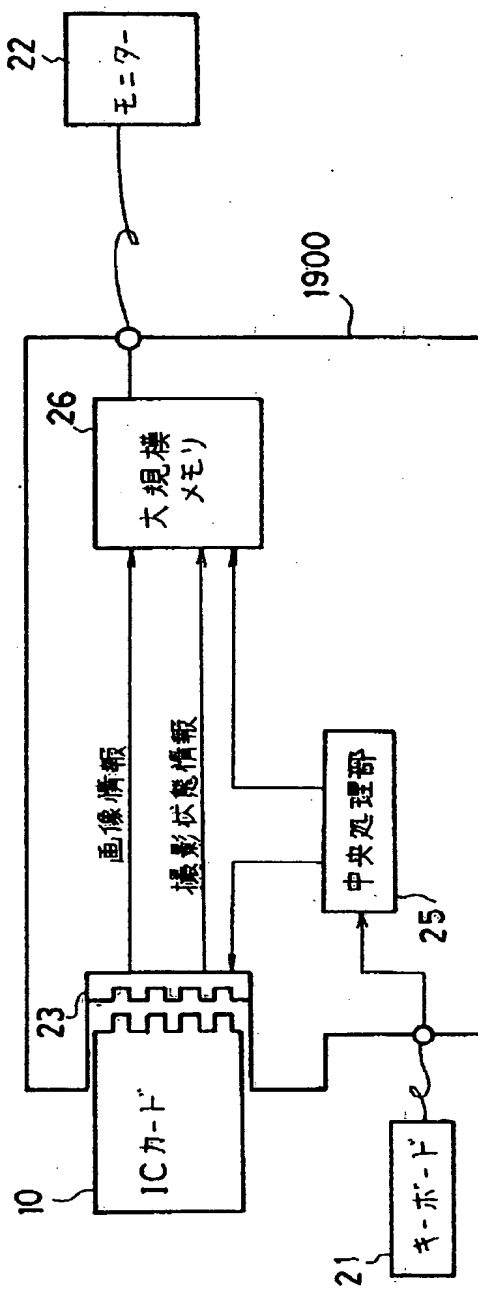 10
ICカード
23
画像情報
撮影状態情報
26
大規模
メモリ
22
モニター
1900
21
キーボード
中央処理部
25